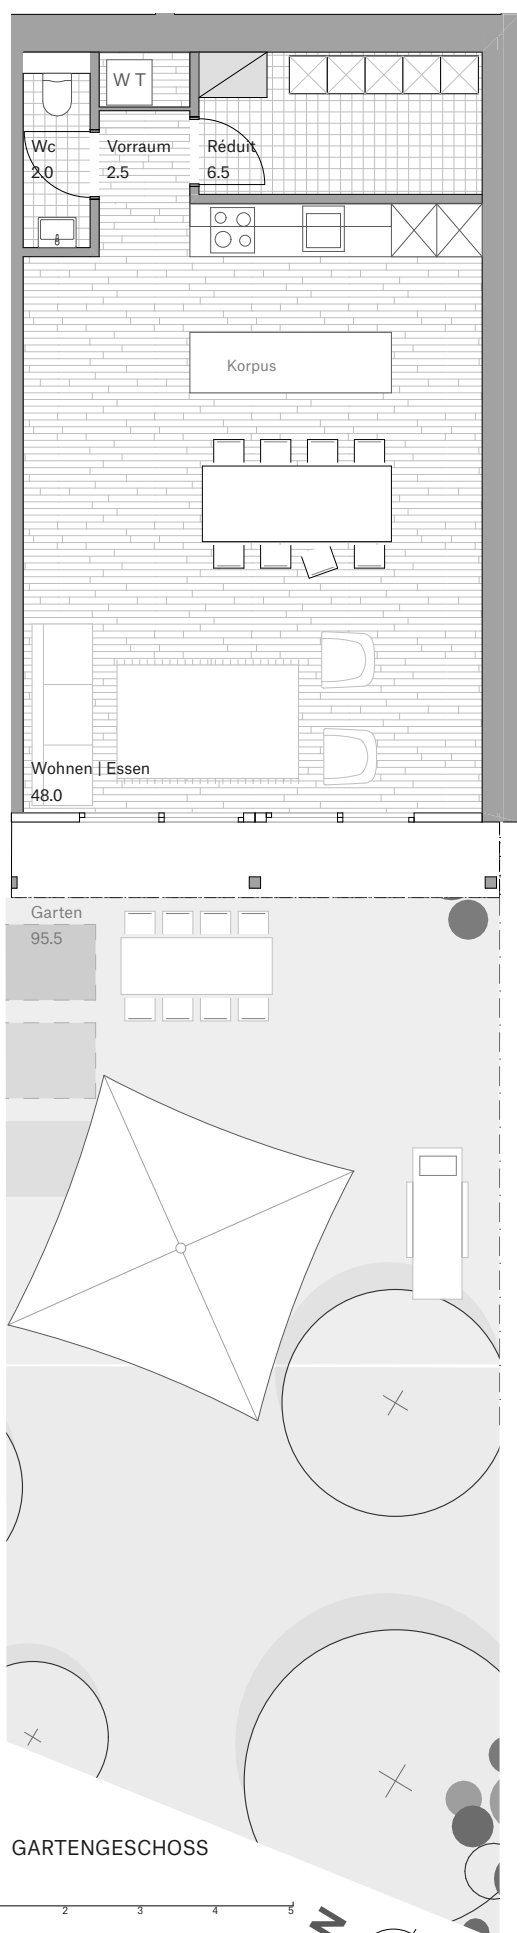 W T
Wc
2.0
Vorraum
2.5
Réduit
6.5
Korpus
Wohnen | Essen
48.0
Garten
95.5
GARTENGESCHOSS
2 3 4 5
N